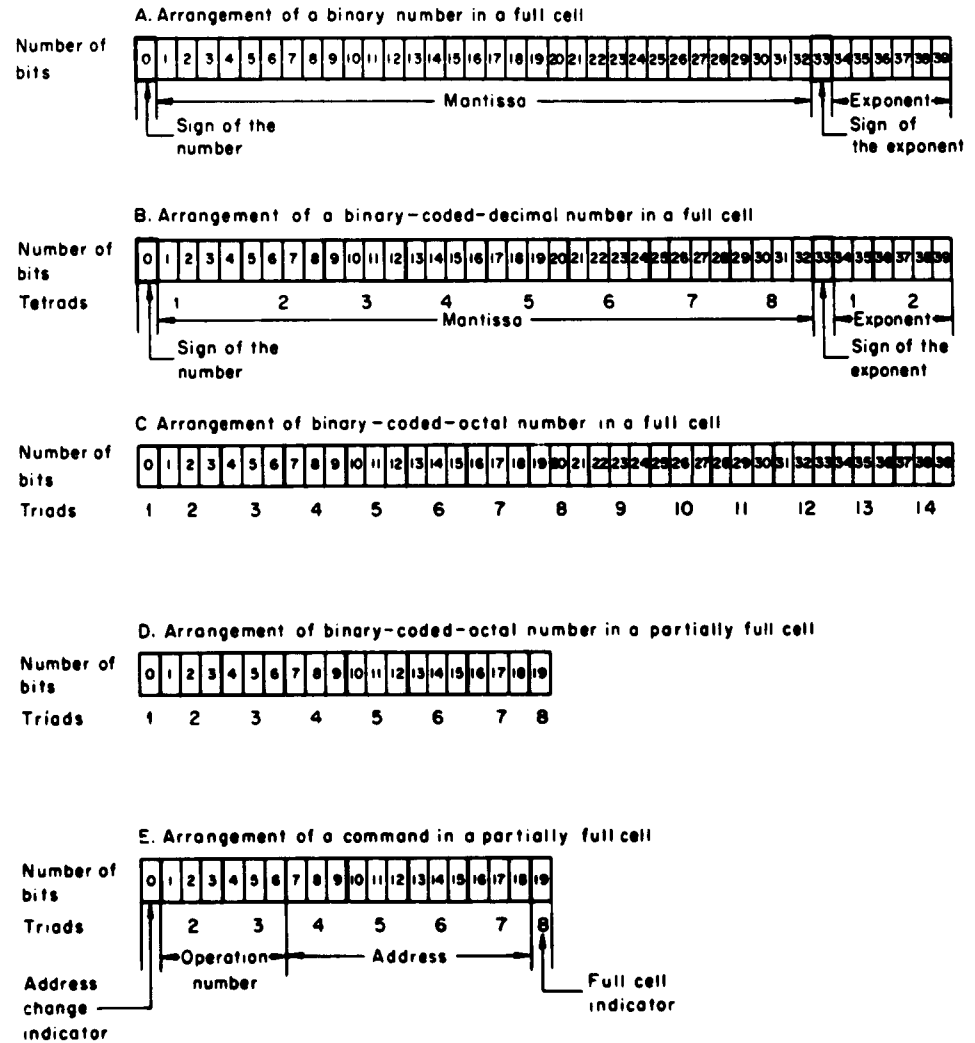 A. Arrangement of a binary number in a full cell
Number of bits
0 1 2 3 4 5 6 7 8 9 10 11 12 13 14 15 16 17 18 19 20 21 22 23 24 25 26 27 28 29 30 31 32 33 34 35 36 37 38 39
Mantissa
Exponent
Sign of the number
Sign of the exponent
B. Arrangement of a binary-coded-decimal number in a full cell
Number of bits
0 1 2 3 4 5 6 7 8 9 10 11 12 13 14 15 16 17 18 19 20 21 22 23 24 25 26 27 28 29 30 31 32 33 34 35 36 37 38 39
Tetrads 1 2 3 4 5 6 7 8 1 2
Mantissa
Exponent
Sign of the number
Sign of the exponent
C Arrangement of binary-coded-octal number in a full cell
Number of bits
0 1 2 3 4 5 6 7 8 9 10 11 12 13 14 15 16 17 18 19 20 21 22 23 24 25 26 27 28 29 30 31 32 33 34 35 36 37 38 39
Triads 1 2 3 4 5 6 7 8 9 10 11 12 13 14
D. Arrangement of binary-coded-octal number in a partially full cell
Number of bits
0 1 2 3 4 5 6 7 8 9 10 11 12 13 14 15 16 17 18 19
Triads 1 2 3 4 5 6 7 8
E. Arrangement of a command in a partially full cell
Number of bits
0 1 2 3 4 5 6 7 8 9 10 11 12 13 14 15 16 17 18 19
Triads 2 3 4 5 6 7 8
Operation number
Address
Address change indicator
Full cell indicator